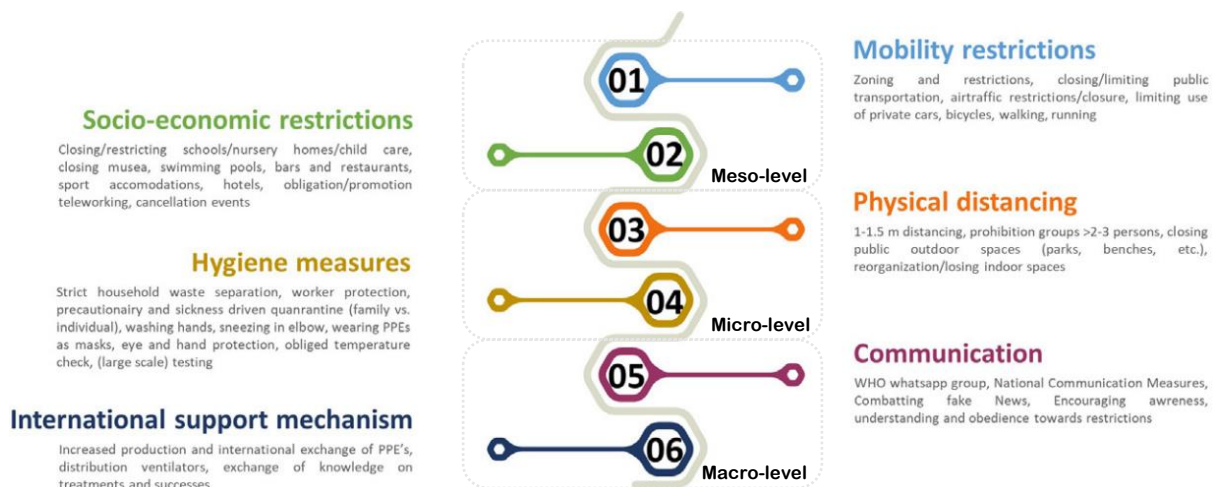 01
Mobility restrictions
Zoning and restrictions, closing/limiting public
transportation, airtraffic restrictions/closure, limiting use
of private cars, bicycles, walking, running
Socio-economic restrictions
Closing/restricting schools/nursery homes/child care,
closing musea, swimming pools, bars and restaurants,
sport accomodations, hotels, obligation/promotion
teleworking, cancellation events
02
Meso-level
03
Physical distancing
1-1.5 m distancing, prohibition groups >2-3 persons, closing
public outdoor spaces (parks, benches, etc.),
reorganization/losing indoor spaces
Hygiene measures
Strict household waste separation, worker protection,
precautionairy and sickness driven quanrantine (family vs.
individual), washing hands, sneezing in elbow, wearing PPEs
as masks, eye and hand protection, obliged temperature
check, (large scale) testing
04
Micro-level
05
Communication
WHO whatsapp group, National Communication Measures,
Combatting fake News, Encouraging awreness,
understanding and obedience towards restrictions
International support mechanism
Increased production and international exchange of PPE's,
distribution ventilators, exchange of knowledge on
treatments and successes
06
Macro-level